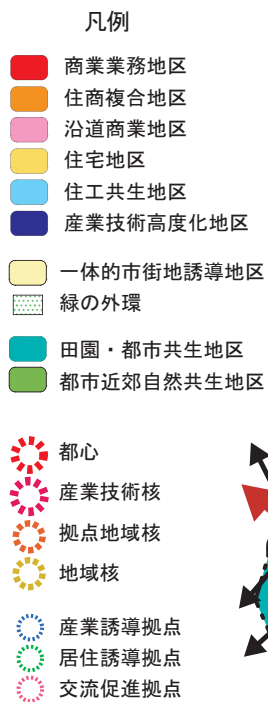 凡例
商業業務地区
住商複合地区
沿道商業地区
住宅地区
住工共生地区
産業技術高度化地区
一体的市街地誘導地区
緑の外環
田園・都市共生地区
都市近郊自然共生地区
都心
産業技術核
拠点地域核
地域核
産業誘導拠点
居住誘導拠点
交流促進拠点